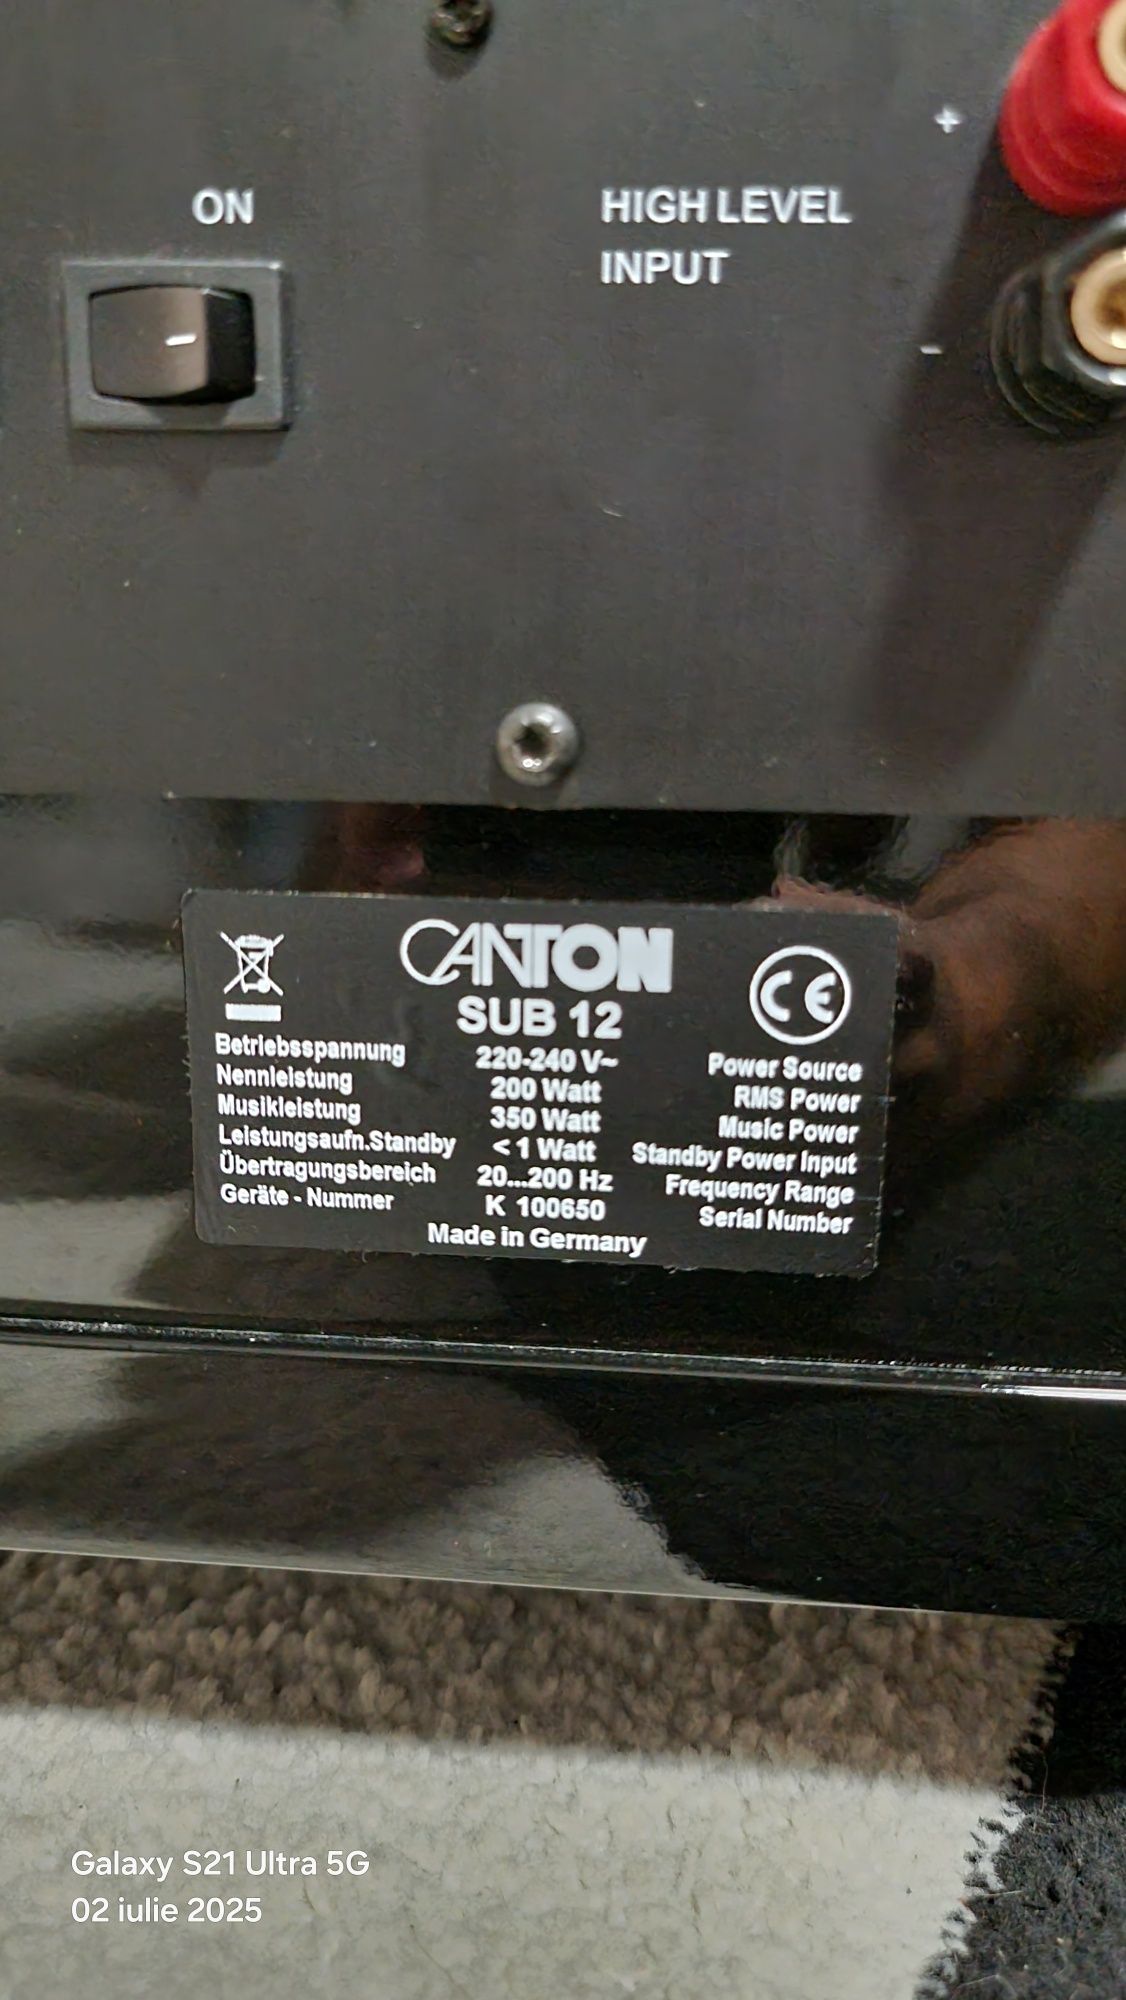 ON
HIGH LEVEL
INPUT
+
-
CANTON
SUB 12
CE
Betriebsspannung 220-240 V~ Power Source
Nennleistung 200 Watt RMS Power
Musikleistung 350 Watt Music Power
Leistungsaufn.Standby < 1 Watt Standby Power Input
Übertragungsbereich 20...200 Hz Frequency Range
Geräte - Nummer K 100650 Serial Number
Made in Germany
Galaxy S21 Ultra 5G
02 iulie 2025